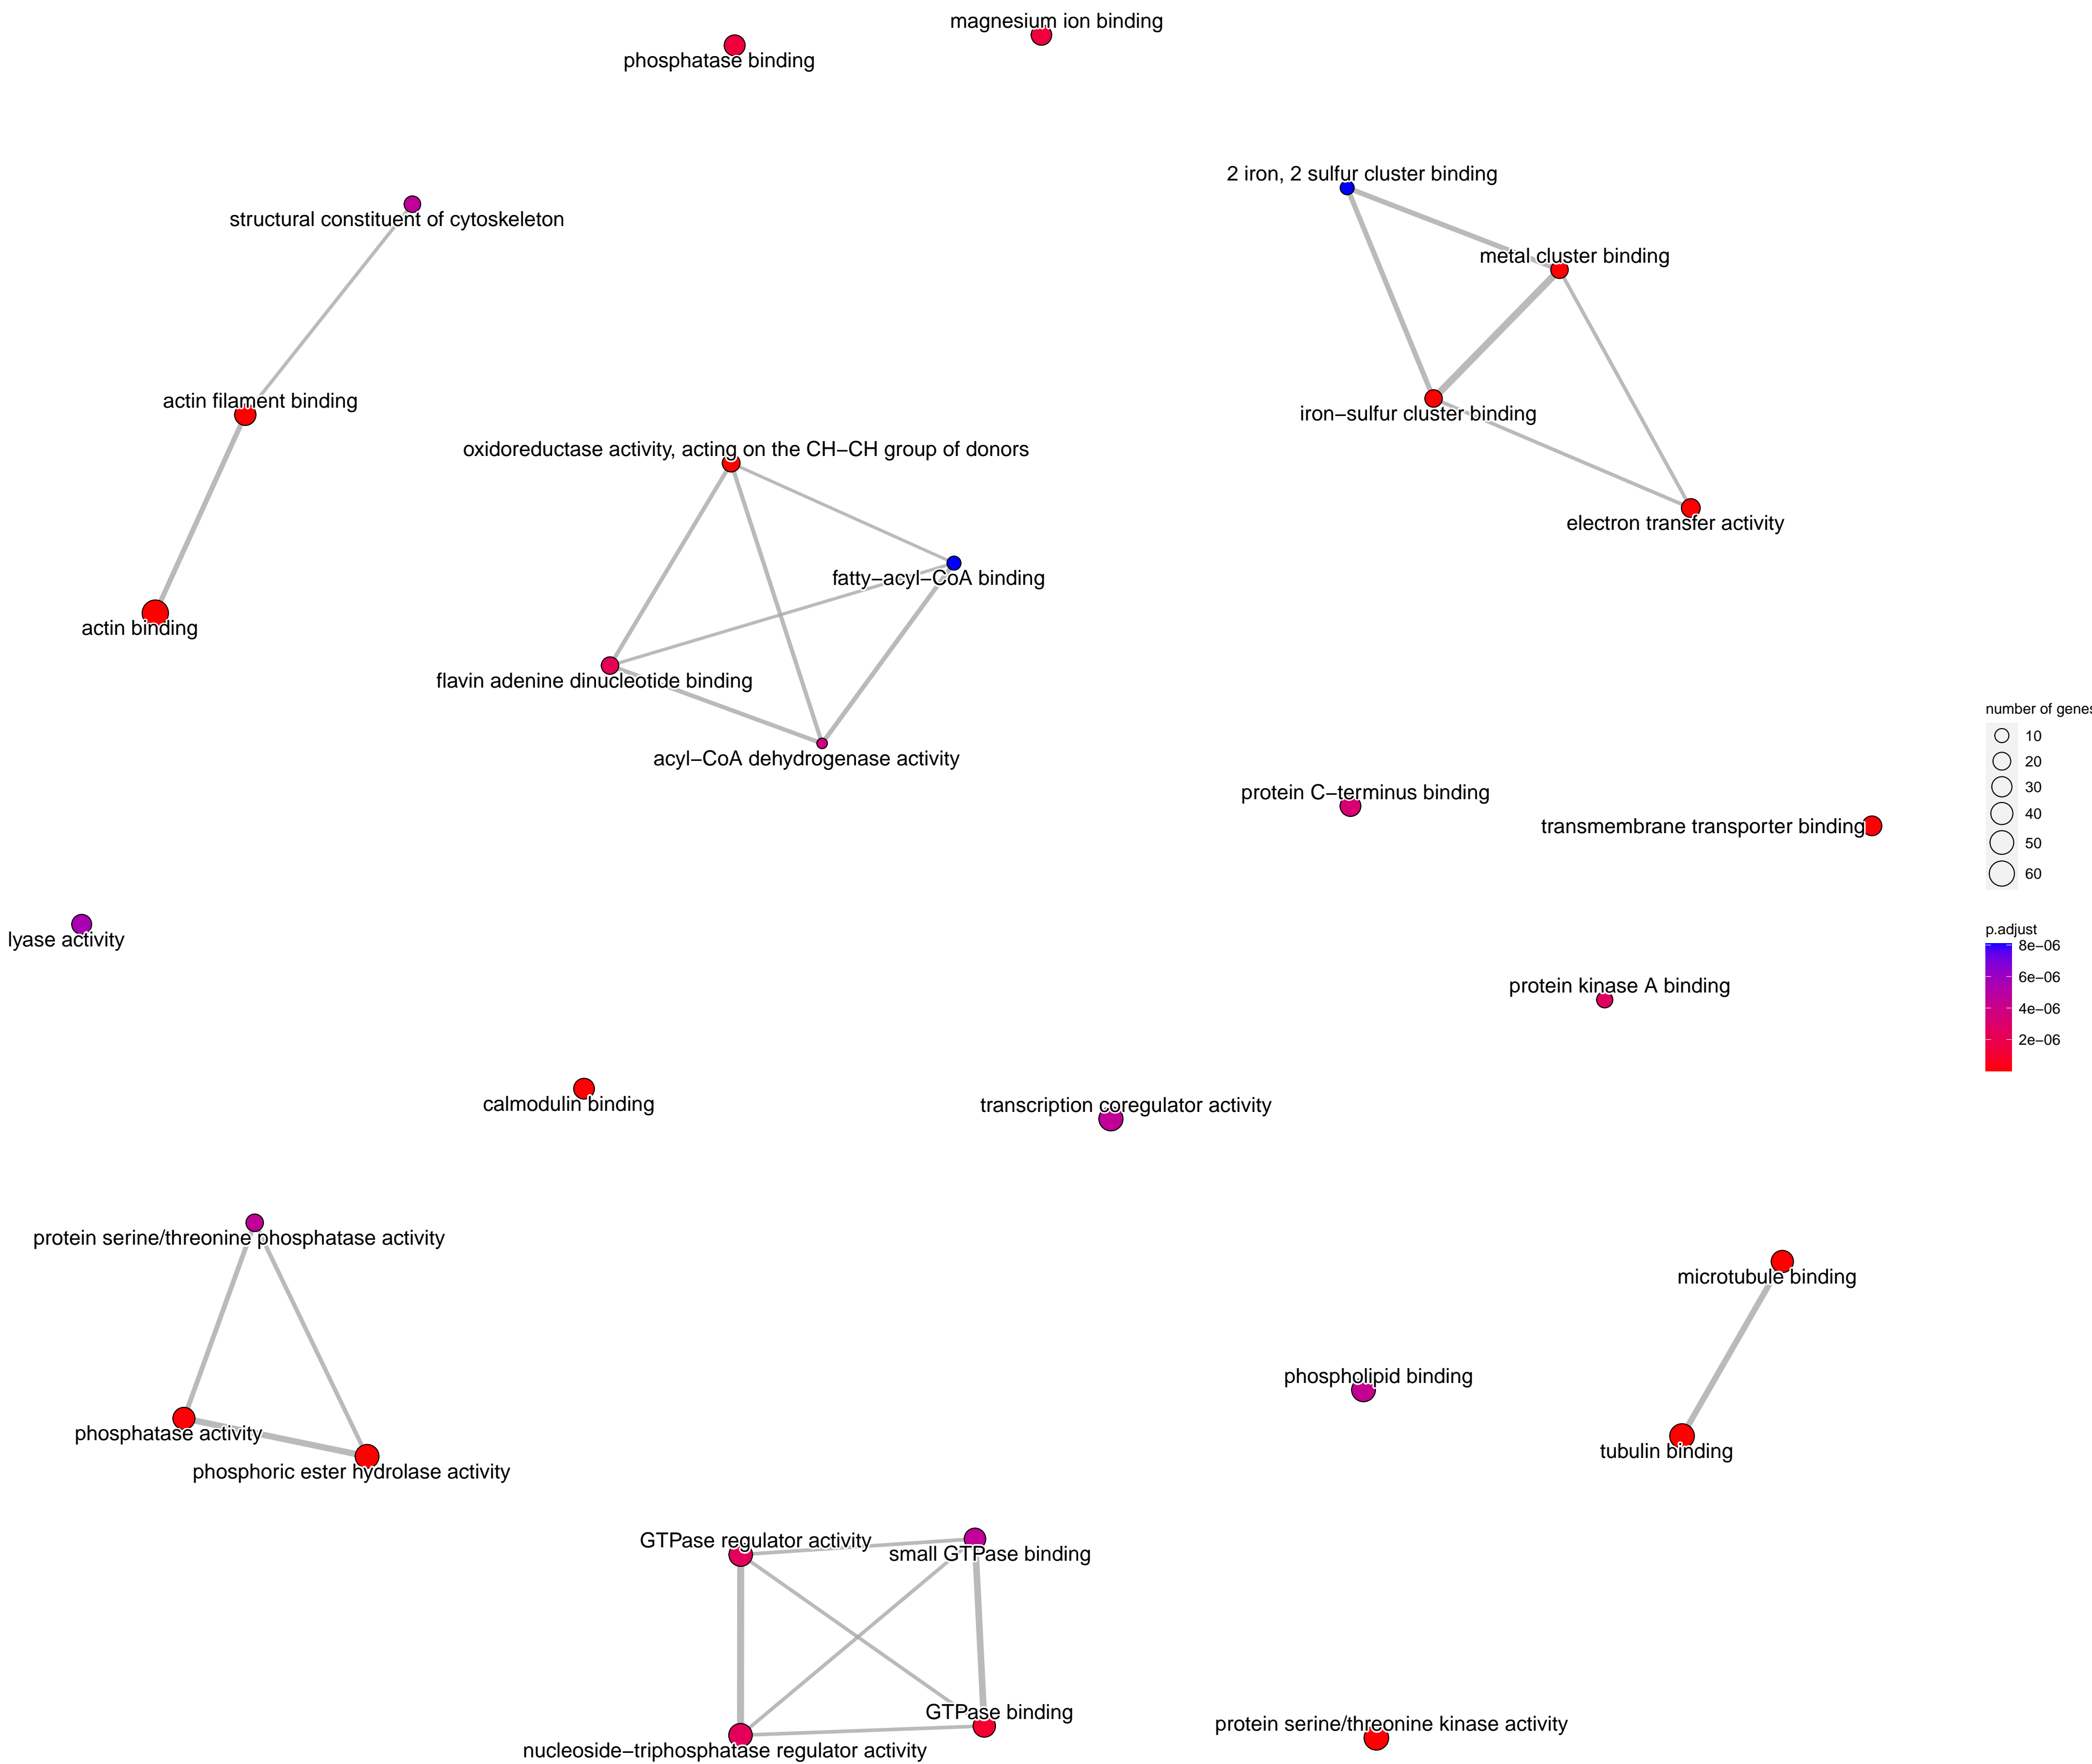 magnesium ion binding
phosphatase binding
2 iron, 2 sulfur cluster binding
structural constituent of cytoskeleton
metal cluster binding
actin filament binding
iron−sulfur cluster binding
oxidoreductase activity, acting on the CH−CH group of donors
electron transfer activity
fatty−acyl−CoA binding
actin binding
flavin adenine dinucleotide binding
acyl−CoA dehydrogenase activity
protein C−terminus binding
transmembrane transporter binding
lyase activity
protein kinase A binding
calmodulin binding
transcription coregulator activity
protein serine/threonine phosphatase activity
microtubule binding
phospholipid binding
phosphatase activity
tubulin binding
phosphoric ester hydrolase activity
GTPase regulator activity
small GTPase binding
GTPase binding
protein serine/threonine kinase activity
nucleoside−triphosphatase regulator activity
number of genes
10
20
30
40
50
60
p.adjust
8e−06
6e−06
4e−06
2e−06